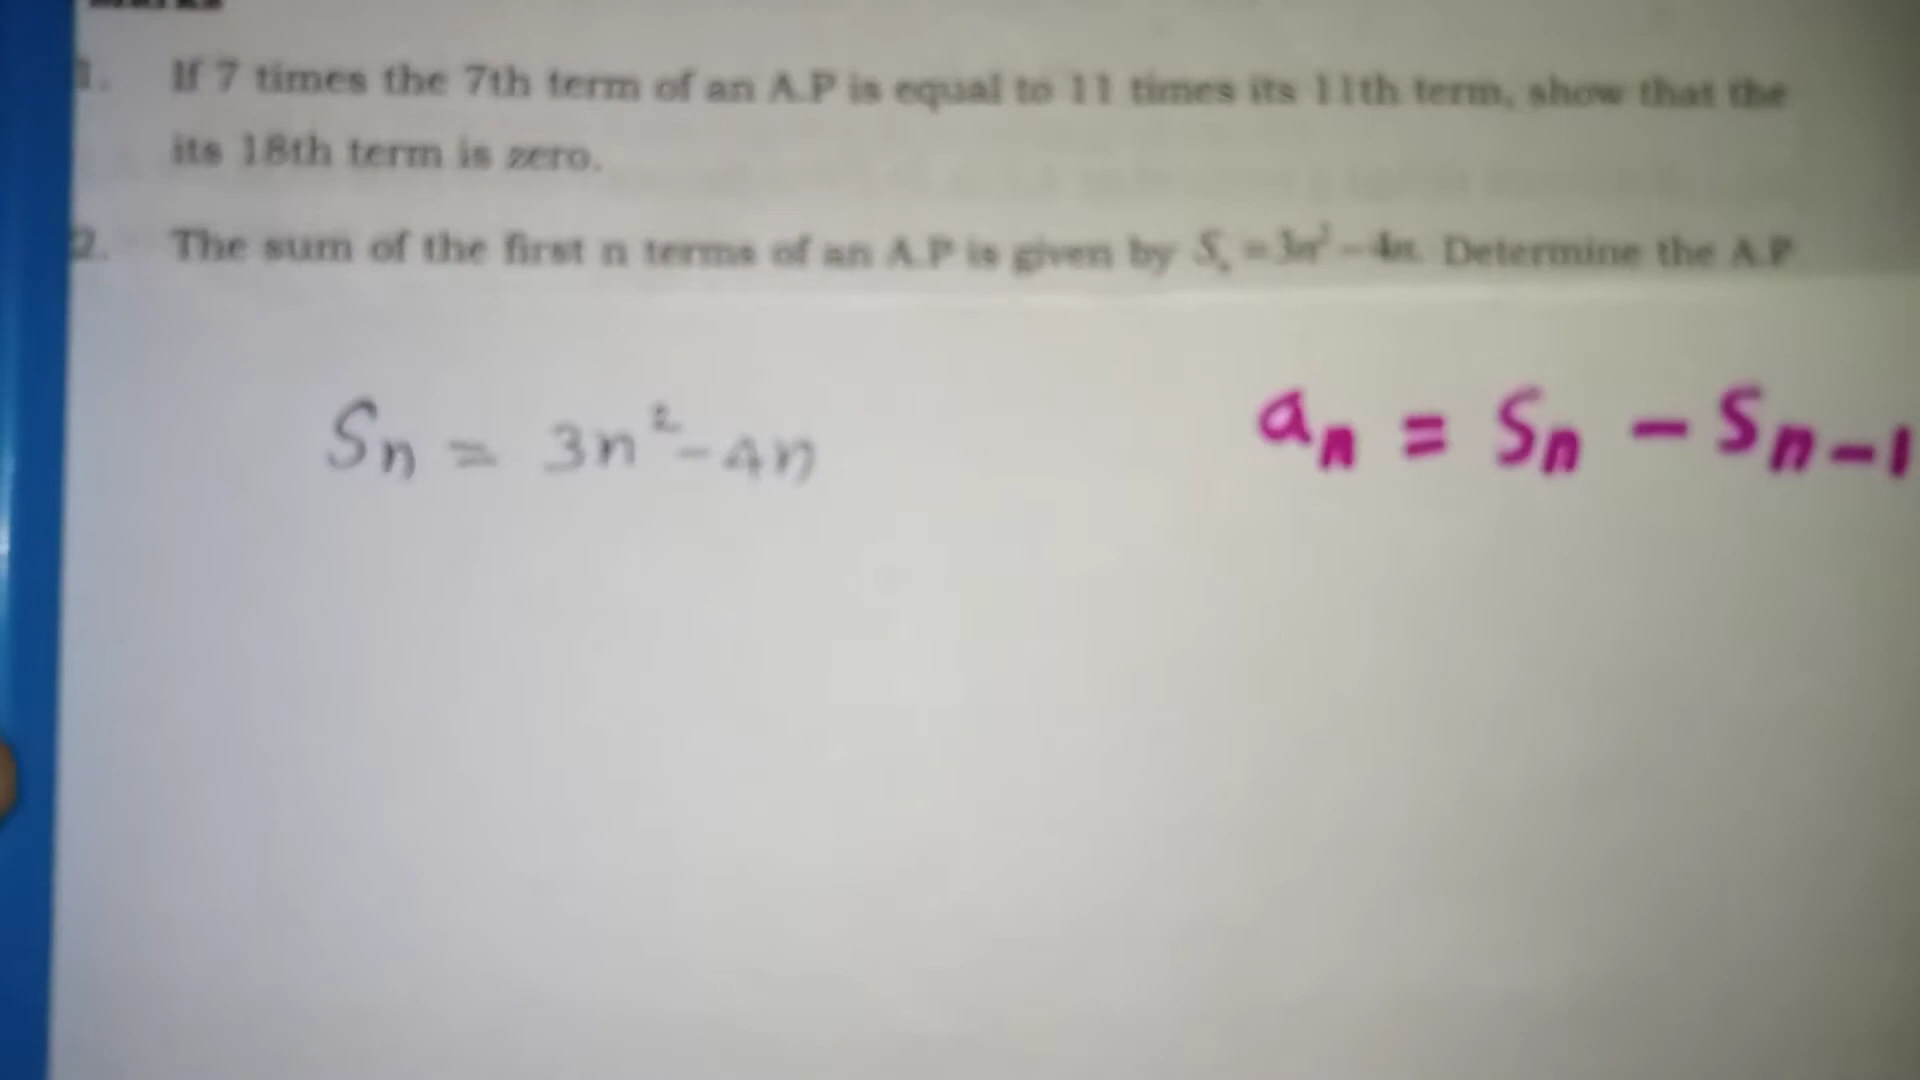 1. If 7 times the 7th term of an A.P is equal to 11 times its 11th term, show that the
its 18th term is zero.
2. The sum of the first n terms of an A.P is given by Sₙ = 3n² – 4n. Determine the A.P
Sn = 3n² – 4n
an = Sn – Sn–1